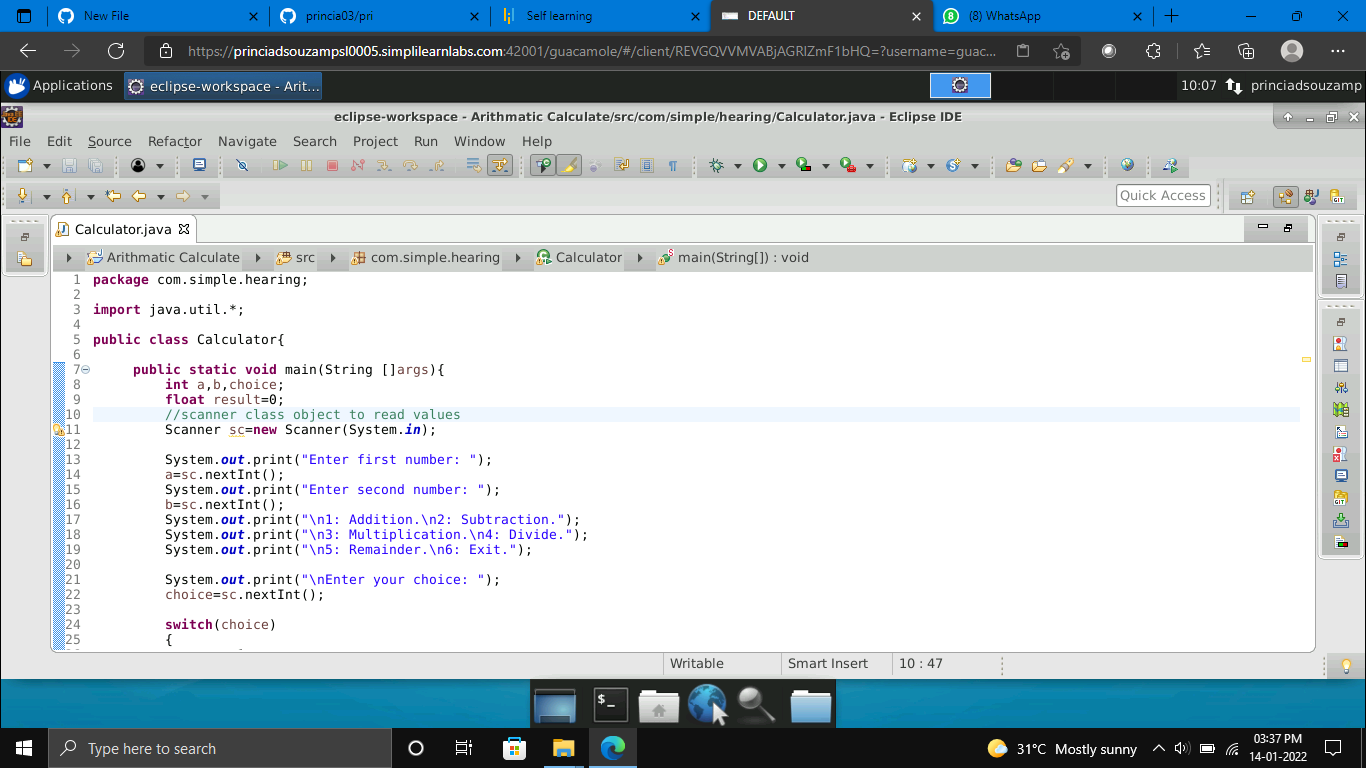 New File
princia03/pri
Self learning
DEFAULT
(8) WhatsApp
https://princiadsouzampsl0005.simplilearnlabs.com:42001/guacamole/#/client/REVGQVVMVABjAGRlZmF1bHQ=?username=guac...
Applications
eclipse-workspace - Arit...
10:07
princiadsouzamp
eclipse-workspace - Arithmatic Calculate/src/com/simple/hearing/Calculator.java - Eclipse IDE
File Edit Source Refactor Navigate Search Project Run Window Help
Quick Access
Calculator.java
Arithmatic Calculate
src
com.simple.hearing
Calculator
main(String[]) : void
1 package com.simple.hearing;
2
3 import java.util.*;
4
5 public class Calculator{
6
7 public static void main(String []args){
8 int a,b,choice;
9 float result=0;
10 //scanner class object to read values
11 Scanner sc=new Scanner(System.in);
12
13 System.out.print("Enter first number: ");
14 a=sc.nextInt();
15 System.out.print("Enter second number: ");
16 b=sc.nextInt();
17 System.out.print("\n1: Addition.\n2: Subtraction.");
18 System.out.print("\n3: Multiplication.\n4: Divide.");
19 System.out.print("\n5: Remainder.\n6: Exit.");
20
21 System.out.print("\nEnter your choice: ");
22 choice=sc.nextInt();
23
24 switch(choice)
25 {
Writable
Smart Insert
10 : 47
Type here to search
31°C Mostly sunny
03:37 PM
14-01-2022